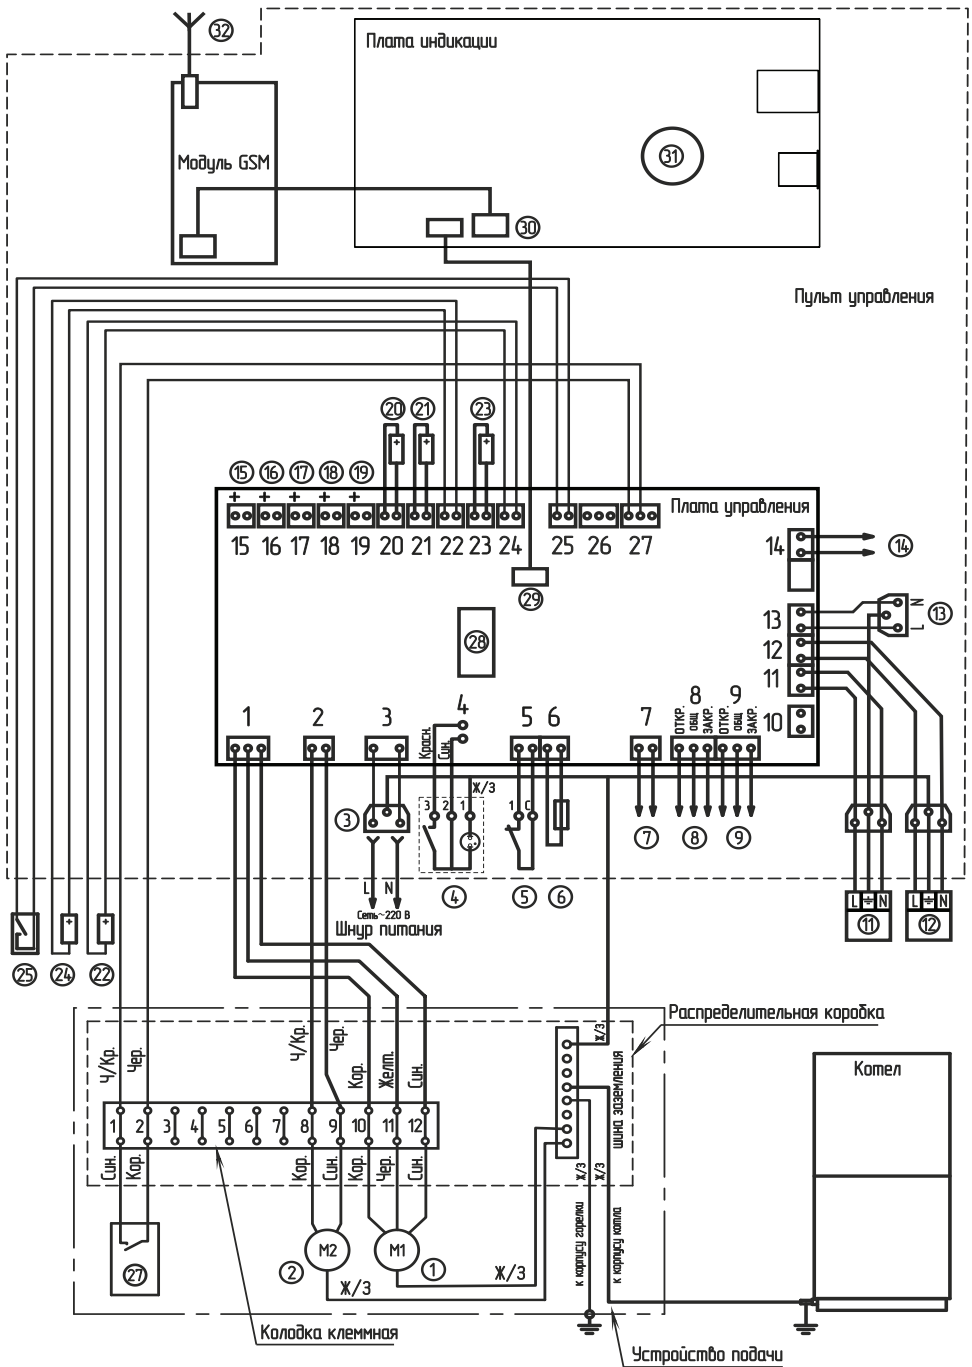 32
Плата индикации
31
Модуль GSM
30
Пульт управления
20 21 23
15 16 17 18 19
+ + + + +
+ + +
Плата управления
15 16 17 18 19 20 21 22 23 24 25 26 27
14 14
29
13 N L 13
28
12
11
10
1 2 3 4 5 6 7 8 9
Красн.
Син.
ОТКР.
ОБЩ
ЗАКР.
ОТКР.
ОБЩ
ЗАКР.
Ж/З
3 2 1
1 С
3
7 8 9
L N
4 5 6
Сеть~220 В
Шнур питания
L N L N
11 12
+ +
25 24 22
Распределительная коробка
Ч/Кр.
Чер.
Ч/Кр.
Чер.
Кор.
Желт.
Син.
Ж/З
шина заземления
Котел
1 2 3 4 5 6 7 8 9 10 11 12
Син.
Кор.
Кор.
Син.
Кор.
Чер.
Син.
Ж/З
Ж/З
к корпусу горелки
к корпусу котла
27
М2 М1
2 1
Ж/З
Ж/З
Колодка клеммная
Устройство подачи